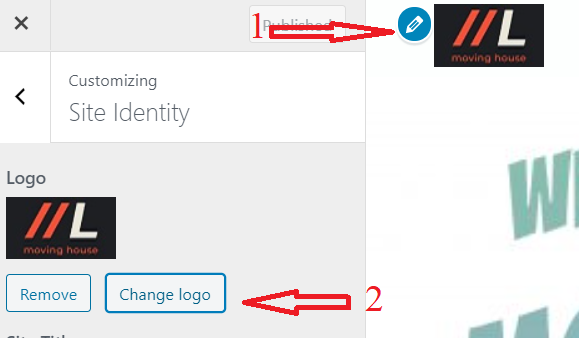 1
Published
//L
moving house
Customizing
Site Identity
Logo
//L
moving house
Remove
Change logo
2